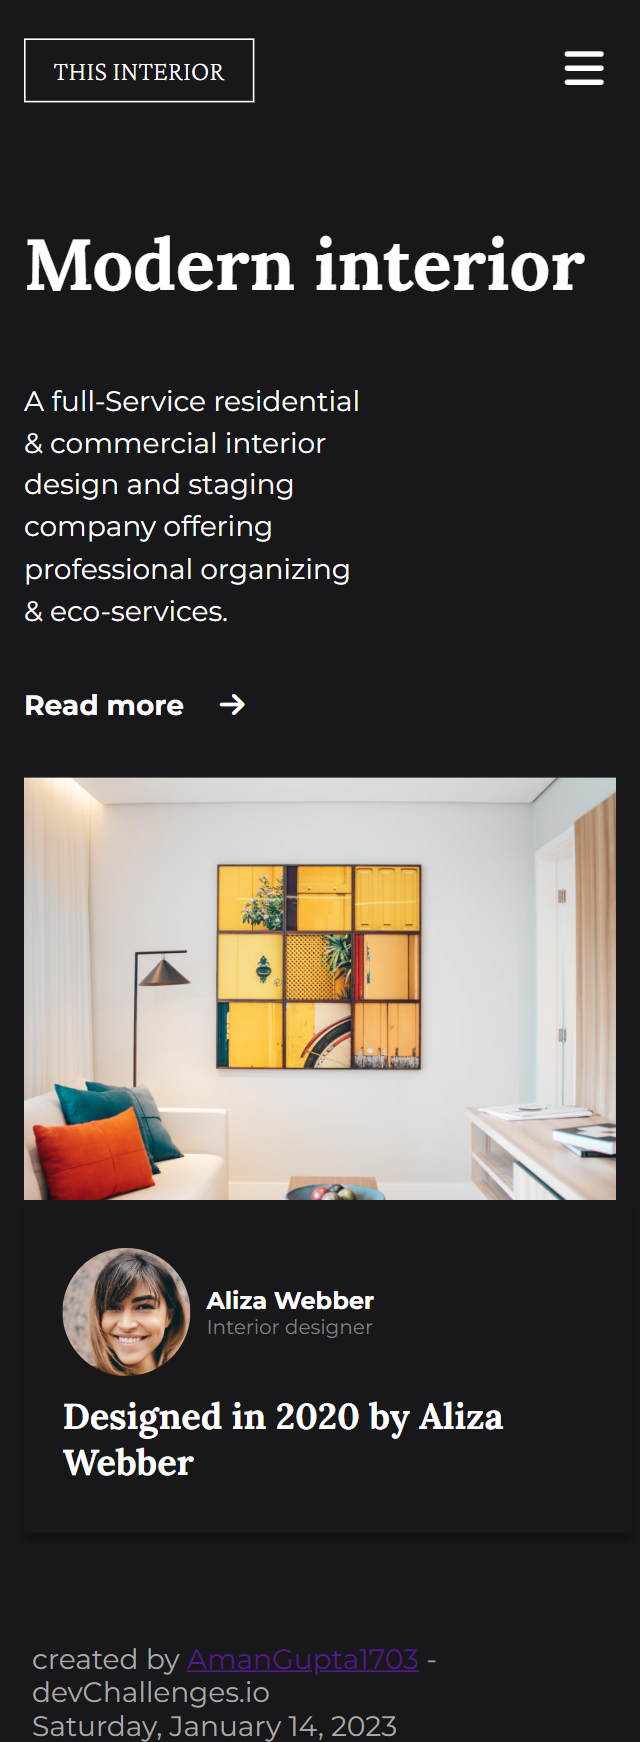 THIS INTERIOR
Modern interior
A full-Service residential
& commercial interior
design and staging
company offering
professional organizing
& eco-services.
Read more
Aliza Webber
Interior designer
Designed in 2020 by Aliza
Webber
created by AmanGupta1703 -
devChallenges.io
Saturday, January 14, 2023